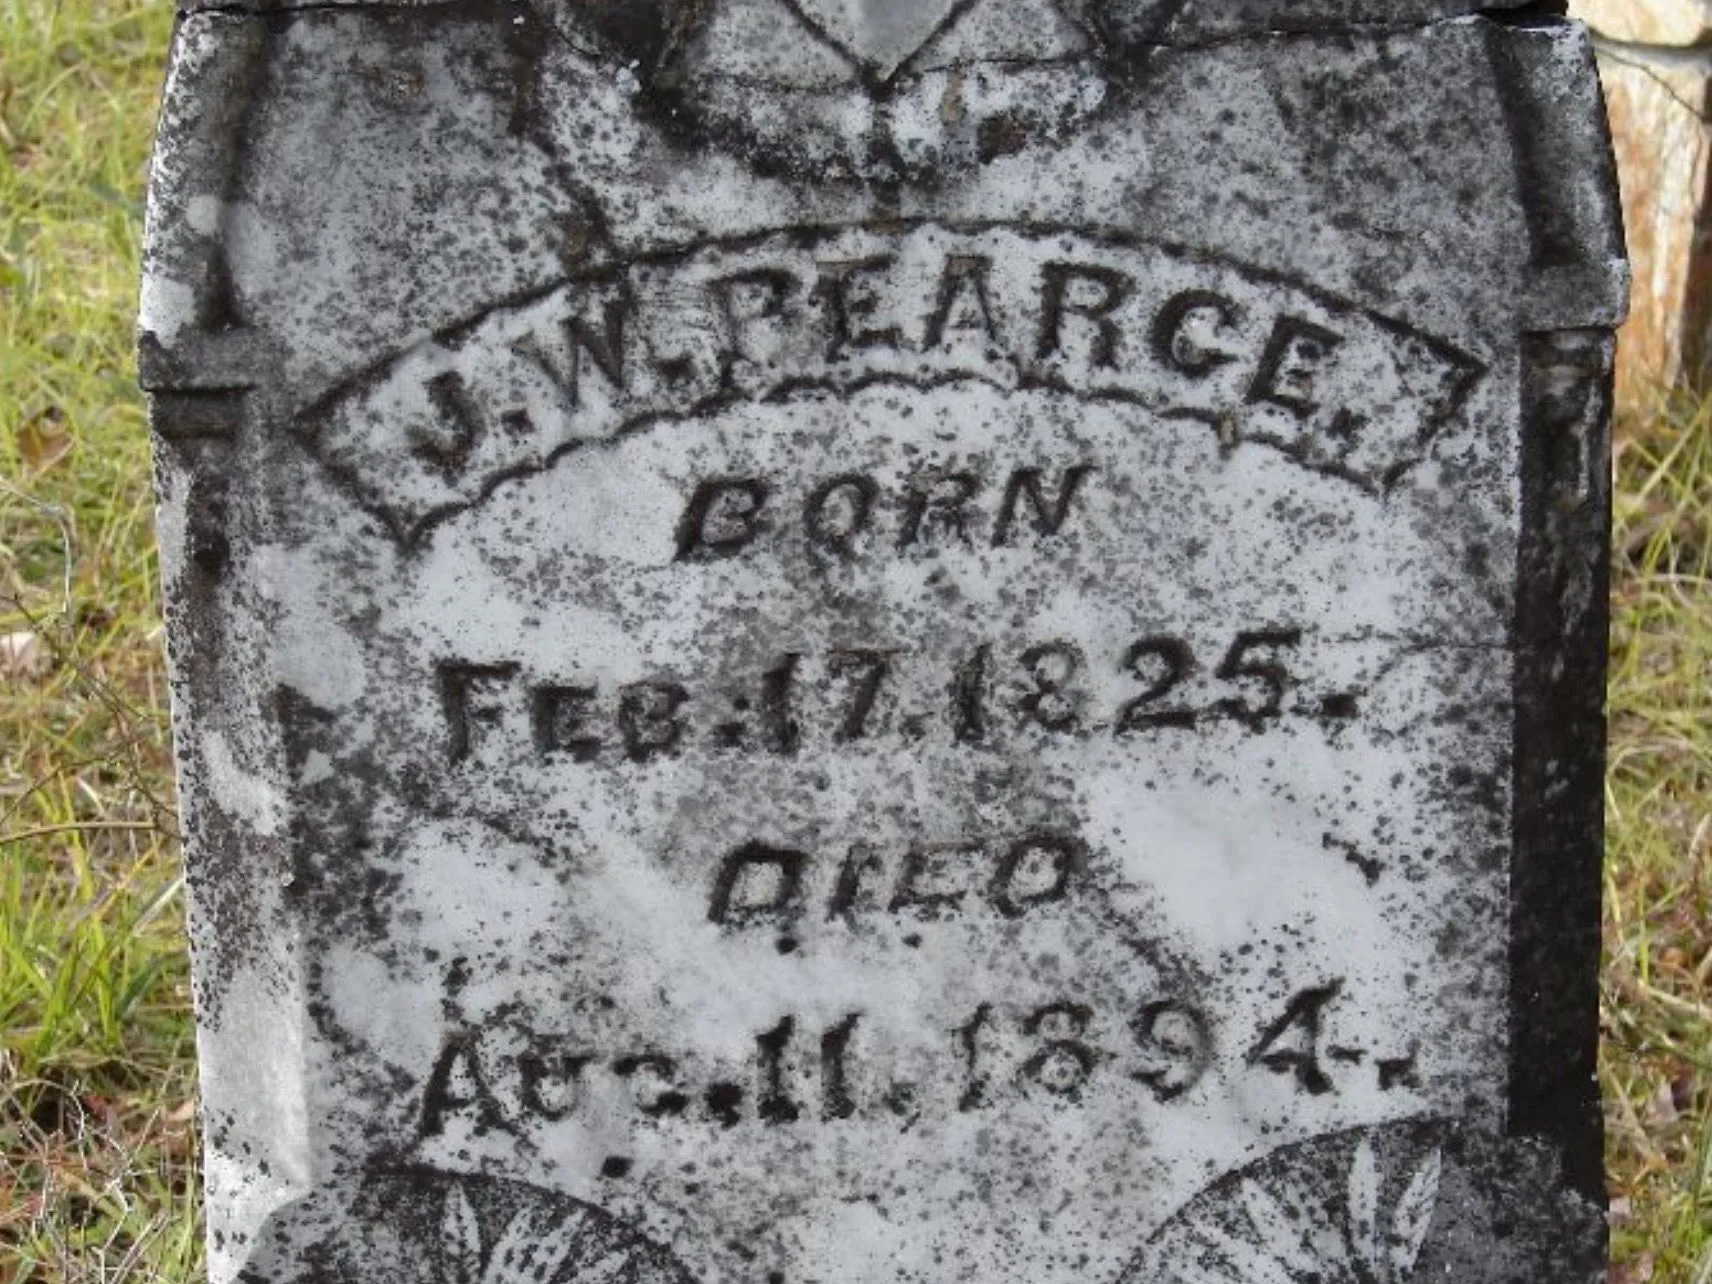 J. W. PEARCE.
BORN
FEB. 17, 1825.
DIED
AUG. 11, 1894.